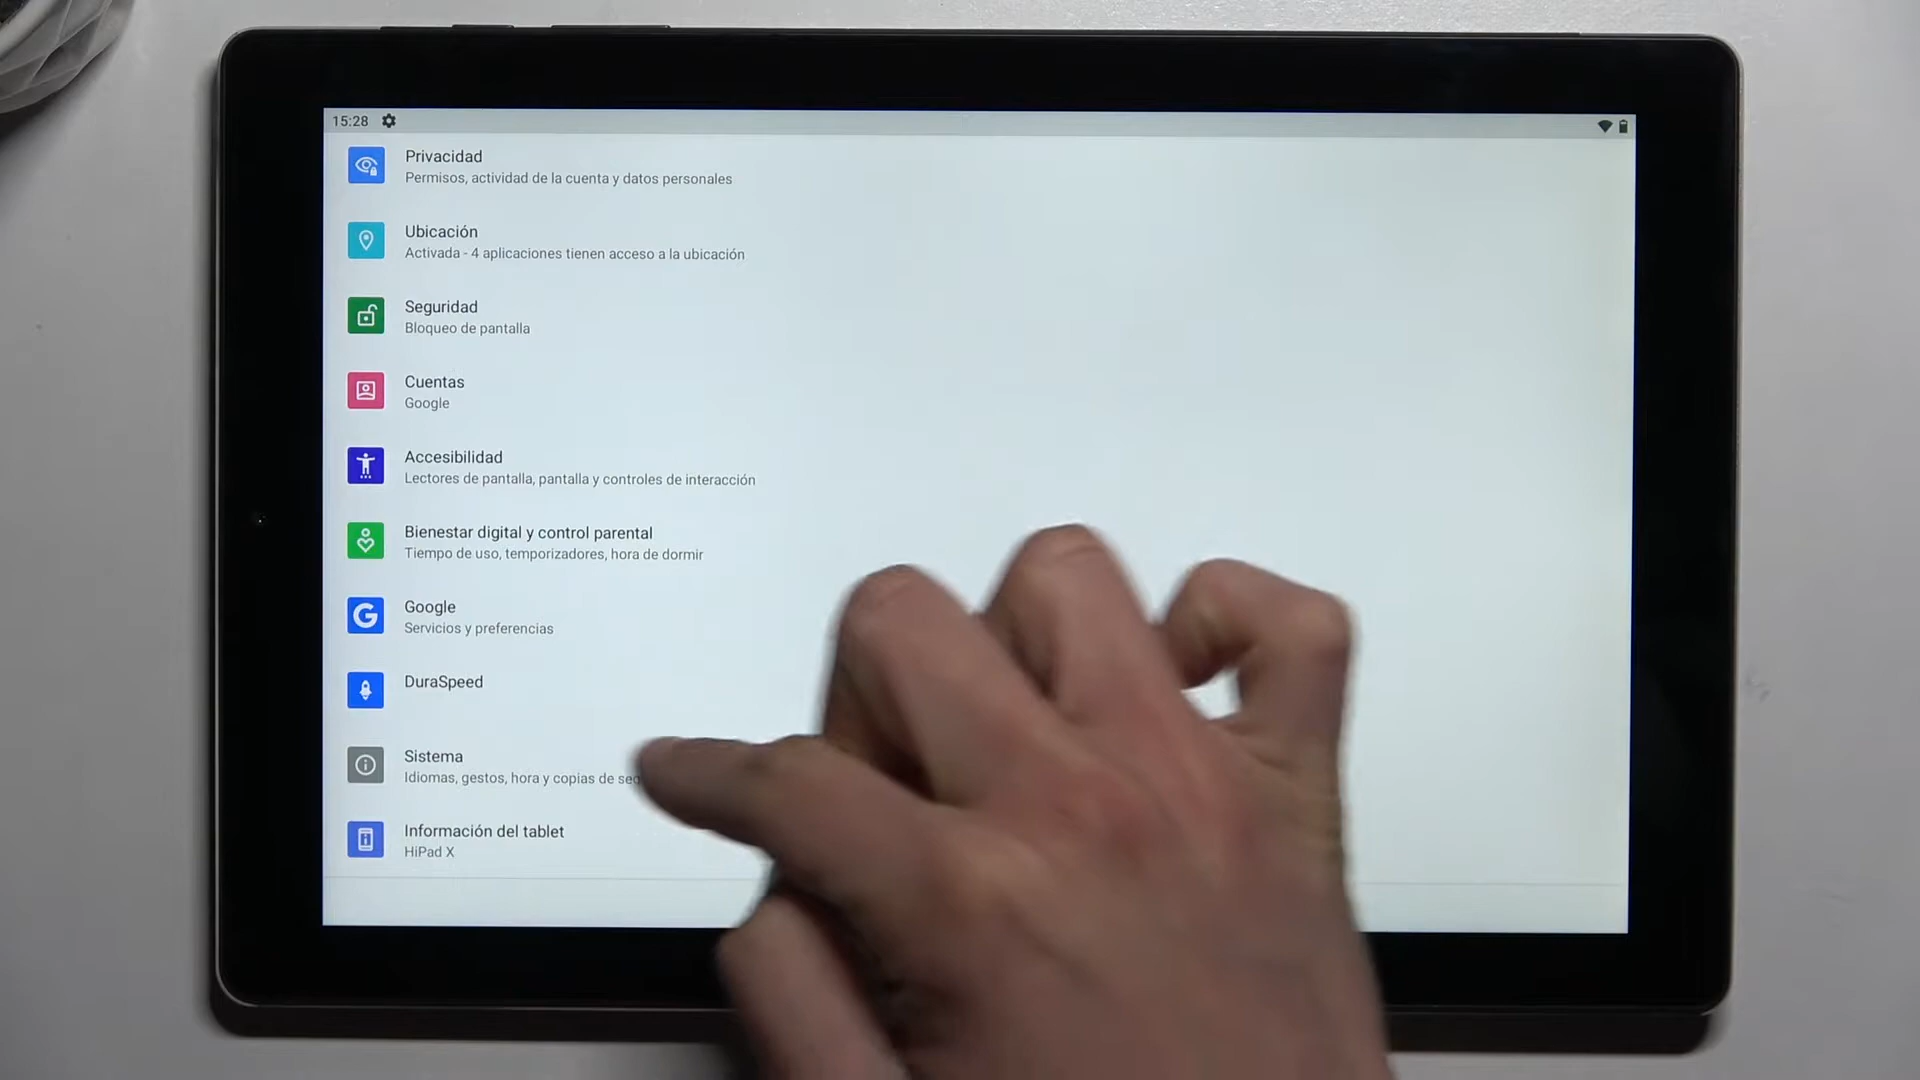 15:28
Privacidad
Permisos, actividad de la cuenta y datos personales
Ubicación
Activada - 4 aplicaciones tienen acceso a la ubicación
Seguridad
Bloqueo de pantalla
Cuentas
Google
Accesibilidad
Lectores de pantalla, pantalla y controles de interacción
Bienestar digital y control parental
Tiempo de uso, temporizadores, hora de dormir
Google
Servicios y preferencias
DuraSpeed
Sistema
Idiomas, gestos, hora y copias de
Información del tablet
HiPad X